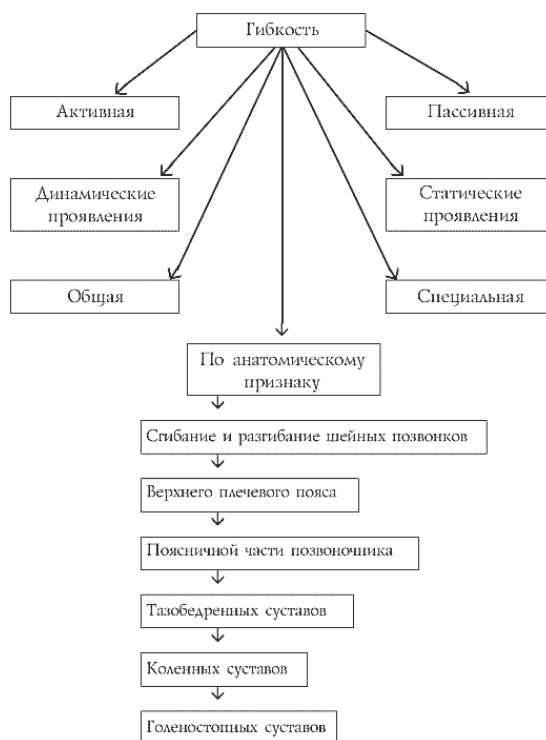 Гибкость
Активная
Пассивная
Динамические
проявления
Статические
проявления
Общая
Специальная
По анатомическому
признаку
Сгибание и разгибание шейных позвонков
Верхнего плечевого пояса
Поясничной части позвоночника
Тазобедренных суставов
Коленных суставов
Голеностопных суставов